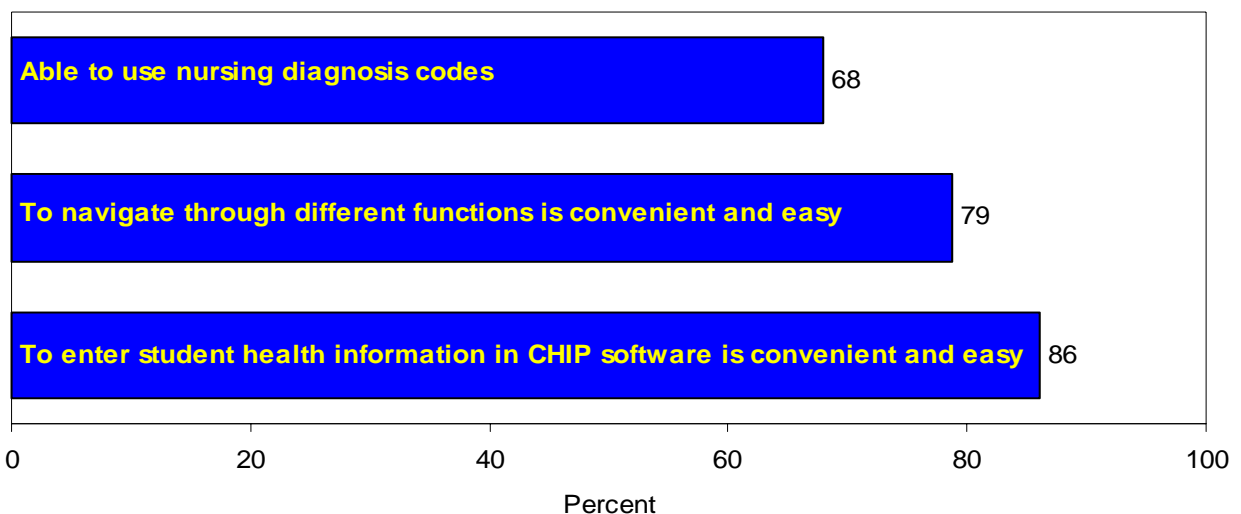 Able to use nursing diagnosis codes 68
To navigate through different functions is convenient and easy 79
To enter student health information in CHIP software is convenient and easy 86
0 20 40 60 80 100
Percent